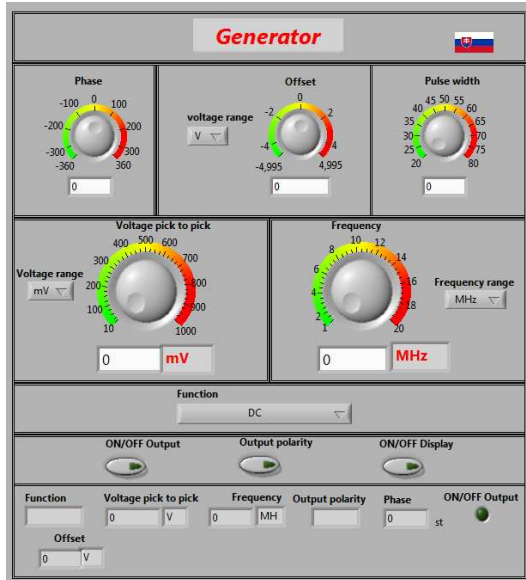 Generator
Phase
-100 0 100
-200 200
-300 300
-360 360
0
voltage range
V
Offset
0
-2 2
-4 4
-4,995 4,995
0
Pulse width
45 50 55
40 60
35 65
30 70
25 75
20 80
0
Voltage pick to pick
Voltage range
mV
400 500 600
300 700
200 800
100 900
10 1000
0 mV
Frequency
Frequency range
MHz
8 10 12
6 14
4 16
2 18
1 20
0 MHz
Function
DC
ON/OFF Output
Output polarity
ON/OFF Display
Function
Voltage pick to pick
0 V
Frequency
0 MH
Output polarity
Phase
0 st
ON/OFF Output
Offset
0 V